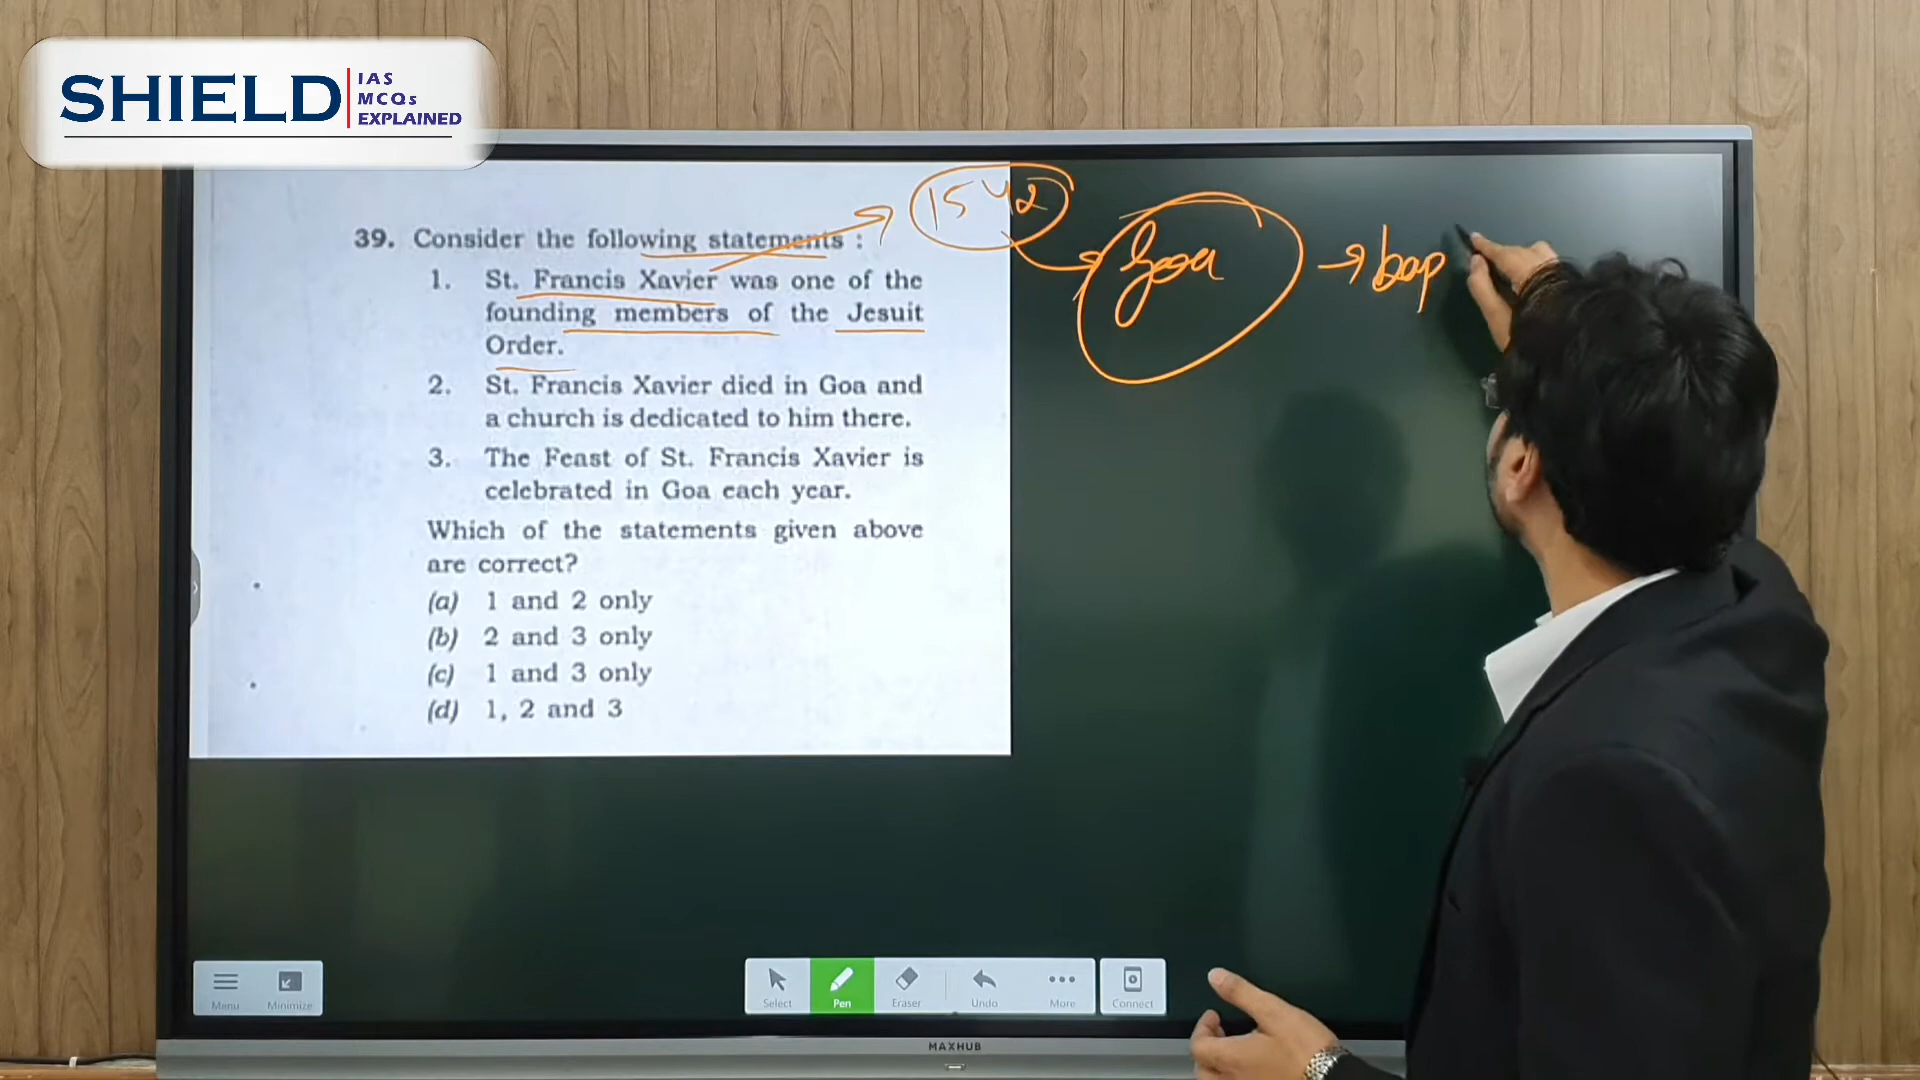 SHIELD
IAS
MCQs
EXPLAINED
1542
Goa
→ bap
39. Consider the following statements :
1. St. Francis Xavier was one of the
founding members of the Jesuit
Order.
2. St. Francis Xavier died in Goa and
a church is dedicated to him there.
3. The Feast of St. Francis Xavier is
celebrated in Goa each year.
Which of the statements given above
are correct?
(a) 1 and 2 only
(b) 2 and 3 only
(c) 1 and 3 only
(d) 1, 2 and 3
Menu
Minimize
Select
Pen
Eraser
Undo
More
Connect
MAXHUB